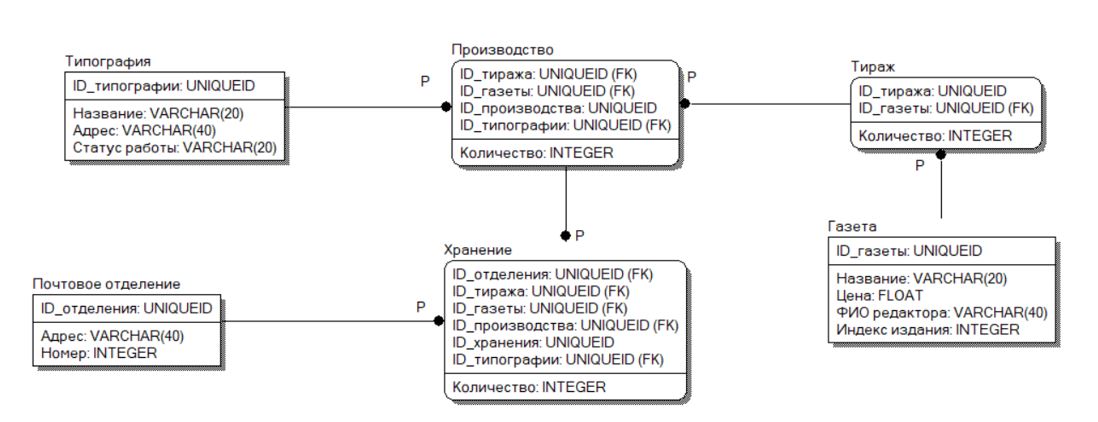 Типография
ID_типографии: UNIQUEID
Название: VARCHAR(20)
Адрес: VARCHAR(40)
Статус работы: VARCHAR(20)
P
Производство
ID_тиража: UNIQUEID (FK)
ID_газеты: UNIQUEID (FK)
ID_производства: UNIQUEID
ID_типографии: UNIQUEID (FK)
Количество: INTEGER
P
Тираж
ID_тиража: UNIQUEID
ID_газеты: UNIQUEID (FK)
Количество: INTEGER
P
Газета
ID_газеты: UNIQUEID
Название: VARCHAR(20)
Цена: FLOAT
ФИО редактора: VARCHAR(40)
Индекс издания: INTEGER
P
Хранение
ID_отделения: UNIQUEID (FK)
ID_тиража: UNIQUEID (FK)
ID_газеты: UNIQUEID (FK)
ID_производства: UNIQUEID (FK)
ID_хранения: UNIQUEID
ID_типографии: UNIQUEID (FK)
Количество: INTEGER
Почтовое отделение
ID_отделения: UNIQUEID
Адрес: VARCHAR(40)
Номер: INTEGER
P